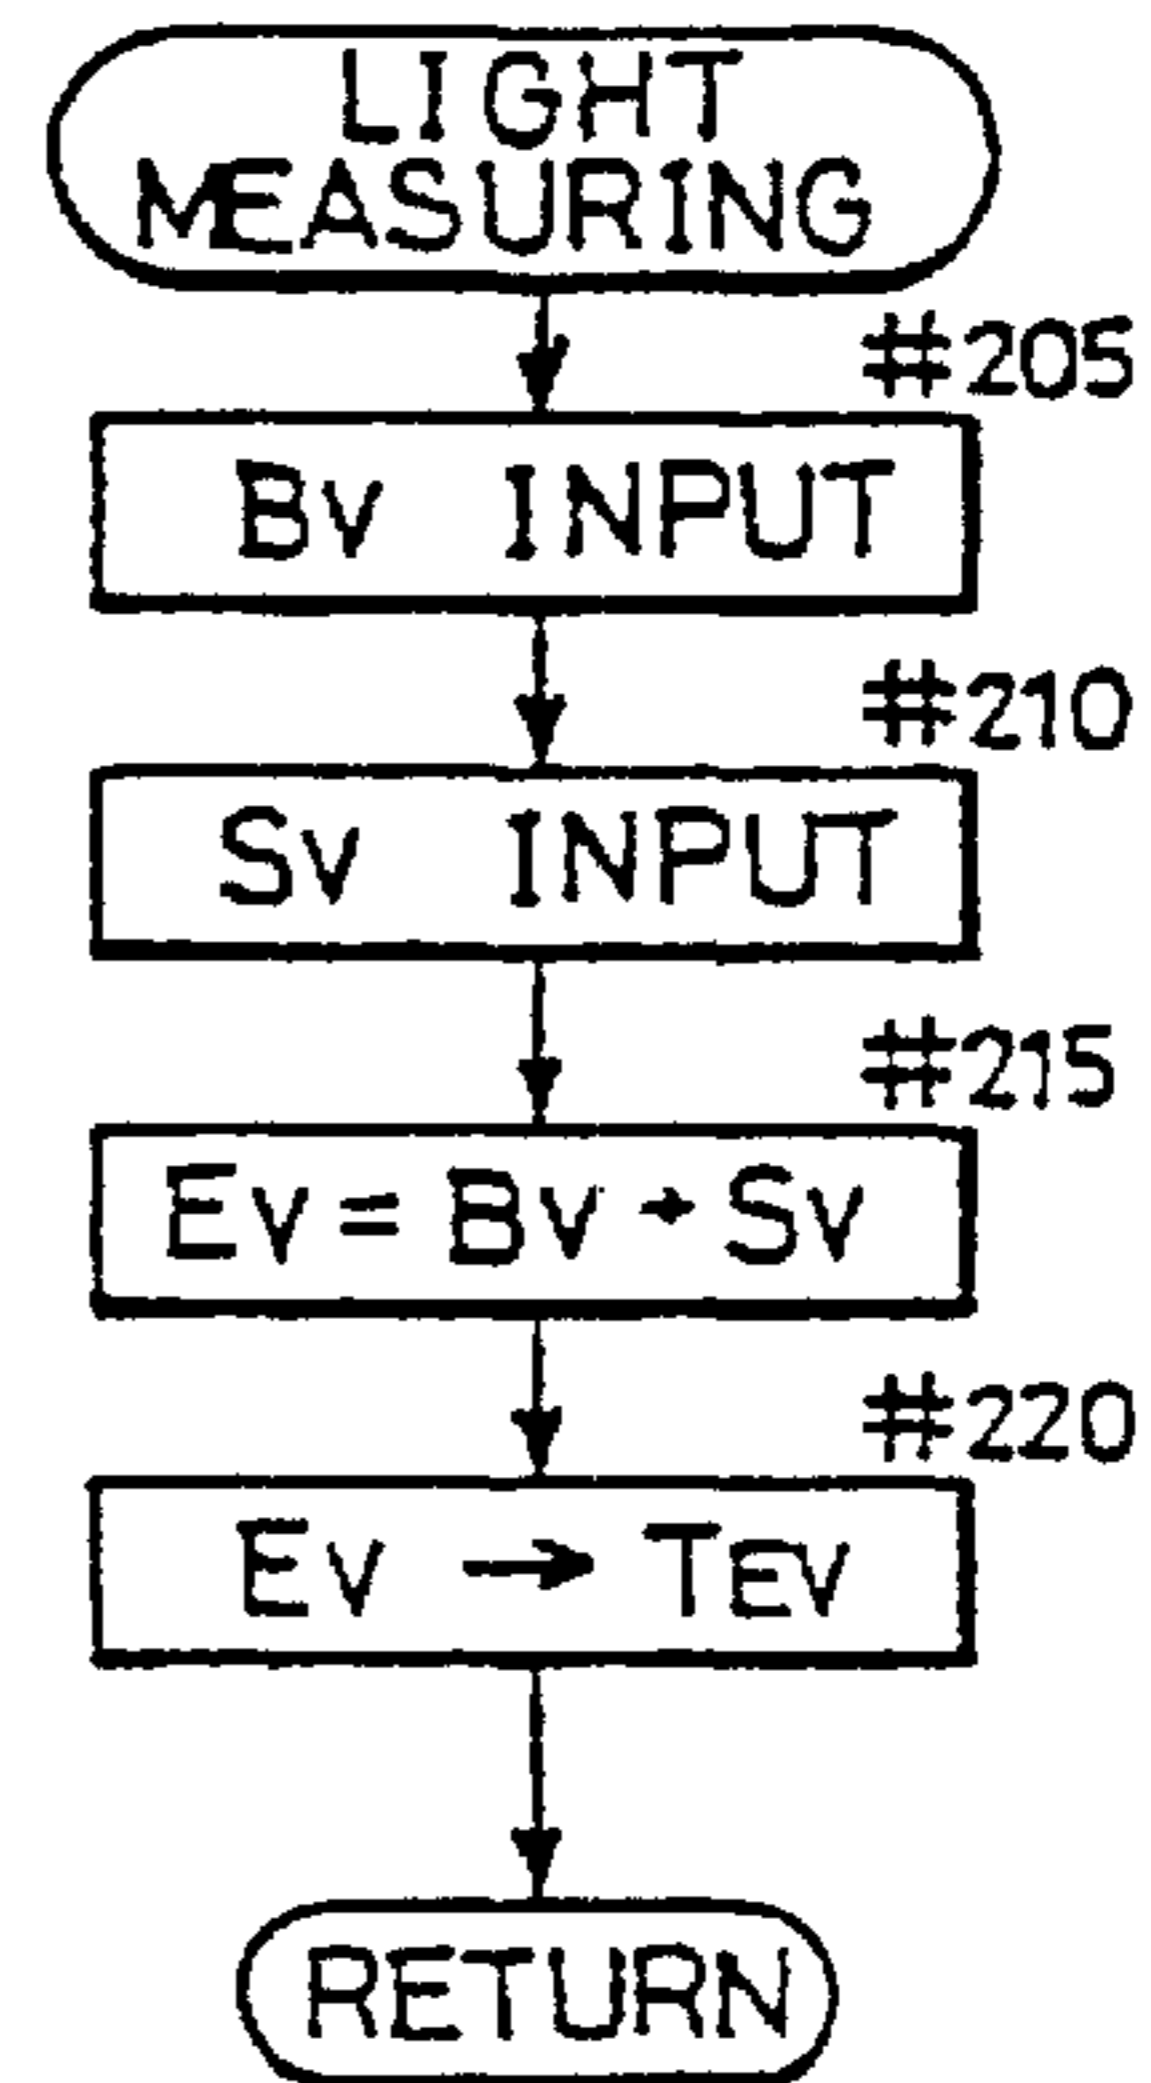 LIGHT
MEASURING
#205
BV INPUT
#210
SV INPUT
#215
EV = BV + SV
#220
EV → TEV
RETURN